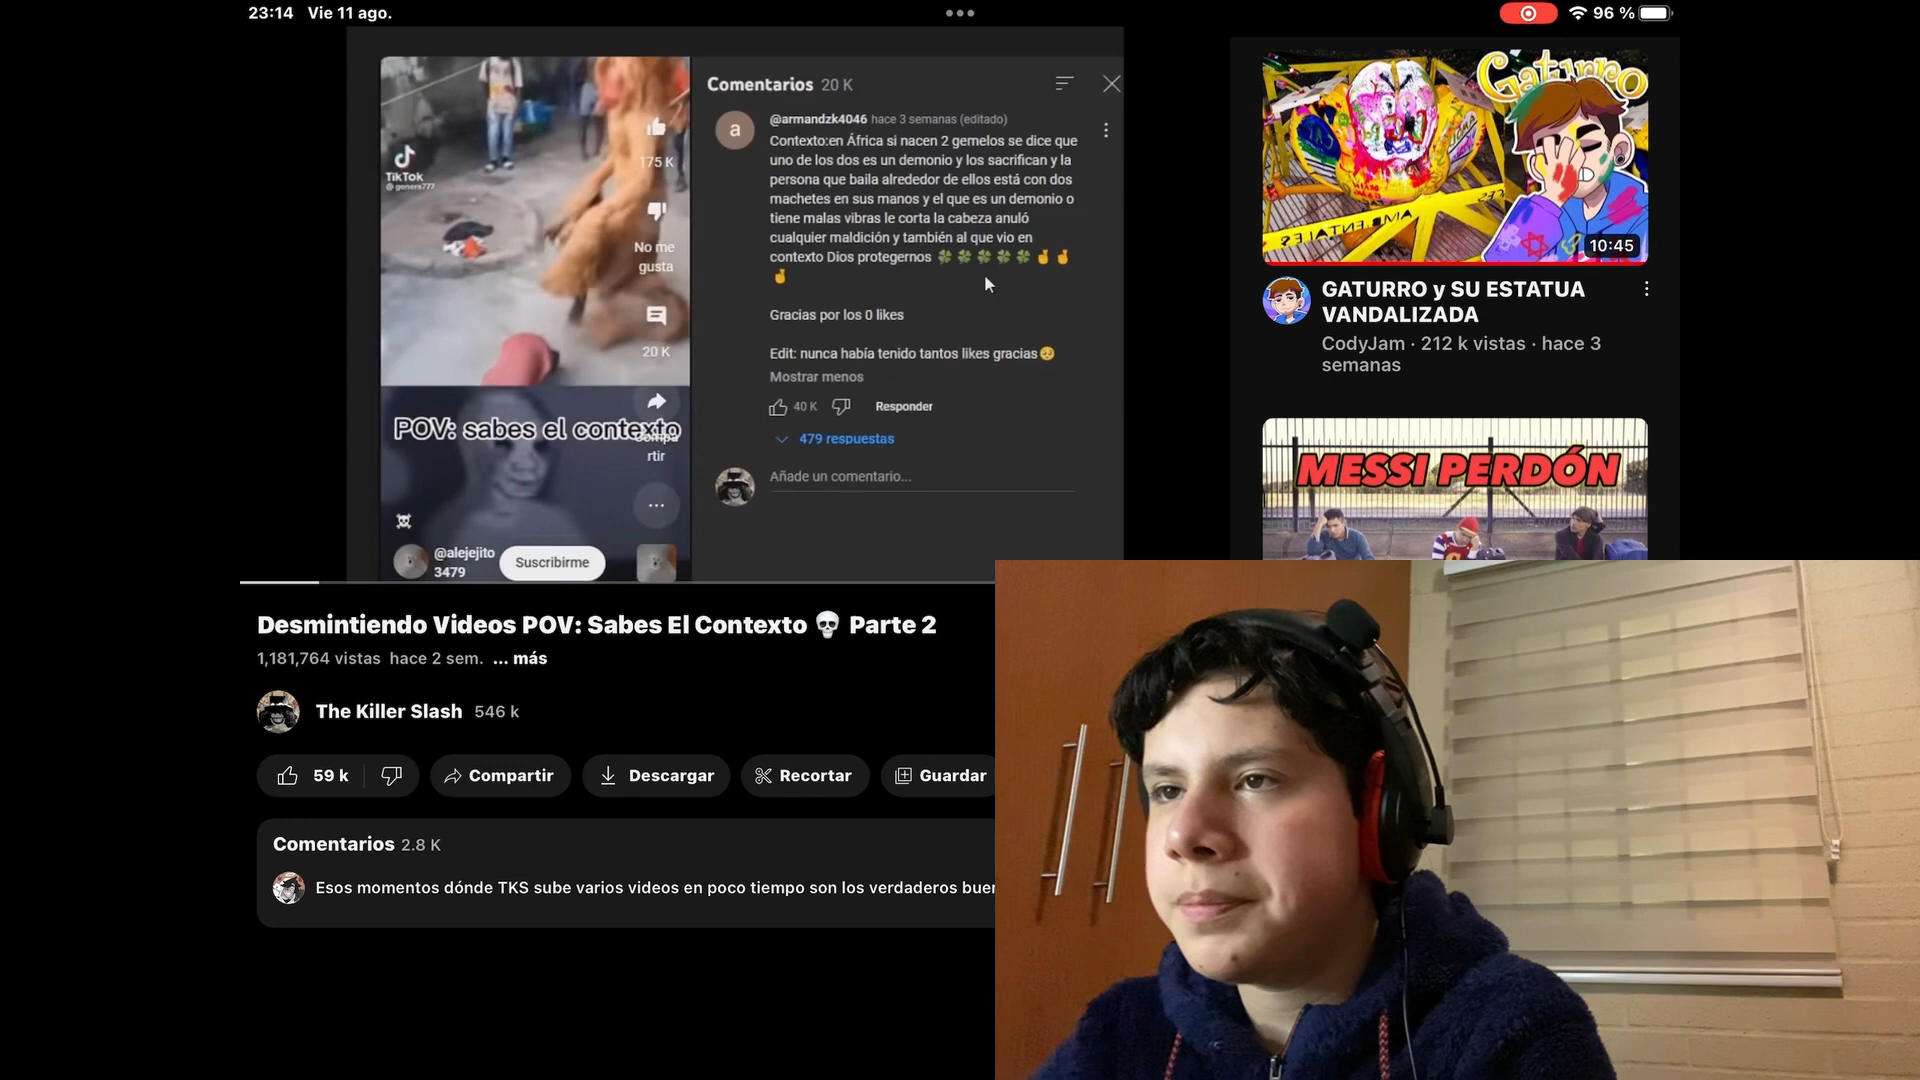 23:14 Vie 11 ago.
96 %
TikTok
@genera777
175 K
No me
gusta
20 K
Compa
rtir
POV: sabes el contexto
@alejejito
3479
Suscribirme
Comentarios 20 K
a
@armandzk4046 hace 3 semanas (editado)
Contexto:en África si nacen 2 gemelos se dice que
uno de los dos es un demonio y los sacrifican y la
persona que baila alrededor de ellos está con dos
machetes en sus manos y el que es un demonio o
tiene malas vibras le corta la cabeza anuló
cualquier maldición y también al que vio en
contexto Dios protegernos 🍀🍀🍀🍀🍀🤞🤞
🤞
Gracias por los 0 likes
Edit: nunca había tenido tantos likes gracias🥺
Mostrar menos
40 K Responder
479 respuestas
Añade un comentario...
Gaturro
AMBIENTALES
10:45
GATURRO y SU ESTATUA
VANDALIZADA
CodyJam · 212 k vistas · hace 3
semanas
MESSI PERDÓN
Desmintiendo Videos POV: Sabes El Contexto 💀 Parte 2
1,181,764 vistas hace 2 sem. ... más
The Killer Slash 546 k
59 k
Compartir
Descargar
Recortar
Guardar
Comentarios 2.8 K
Esos momentos dónde TKS sube varios videos en poco tiempo son los verdaderos buen